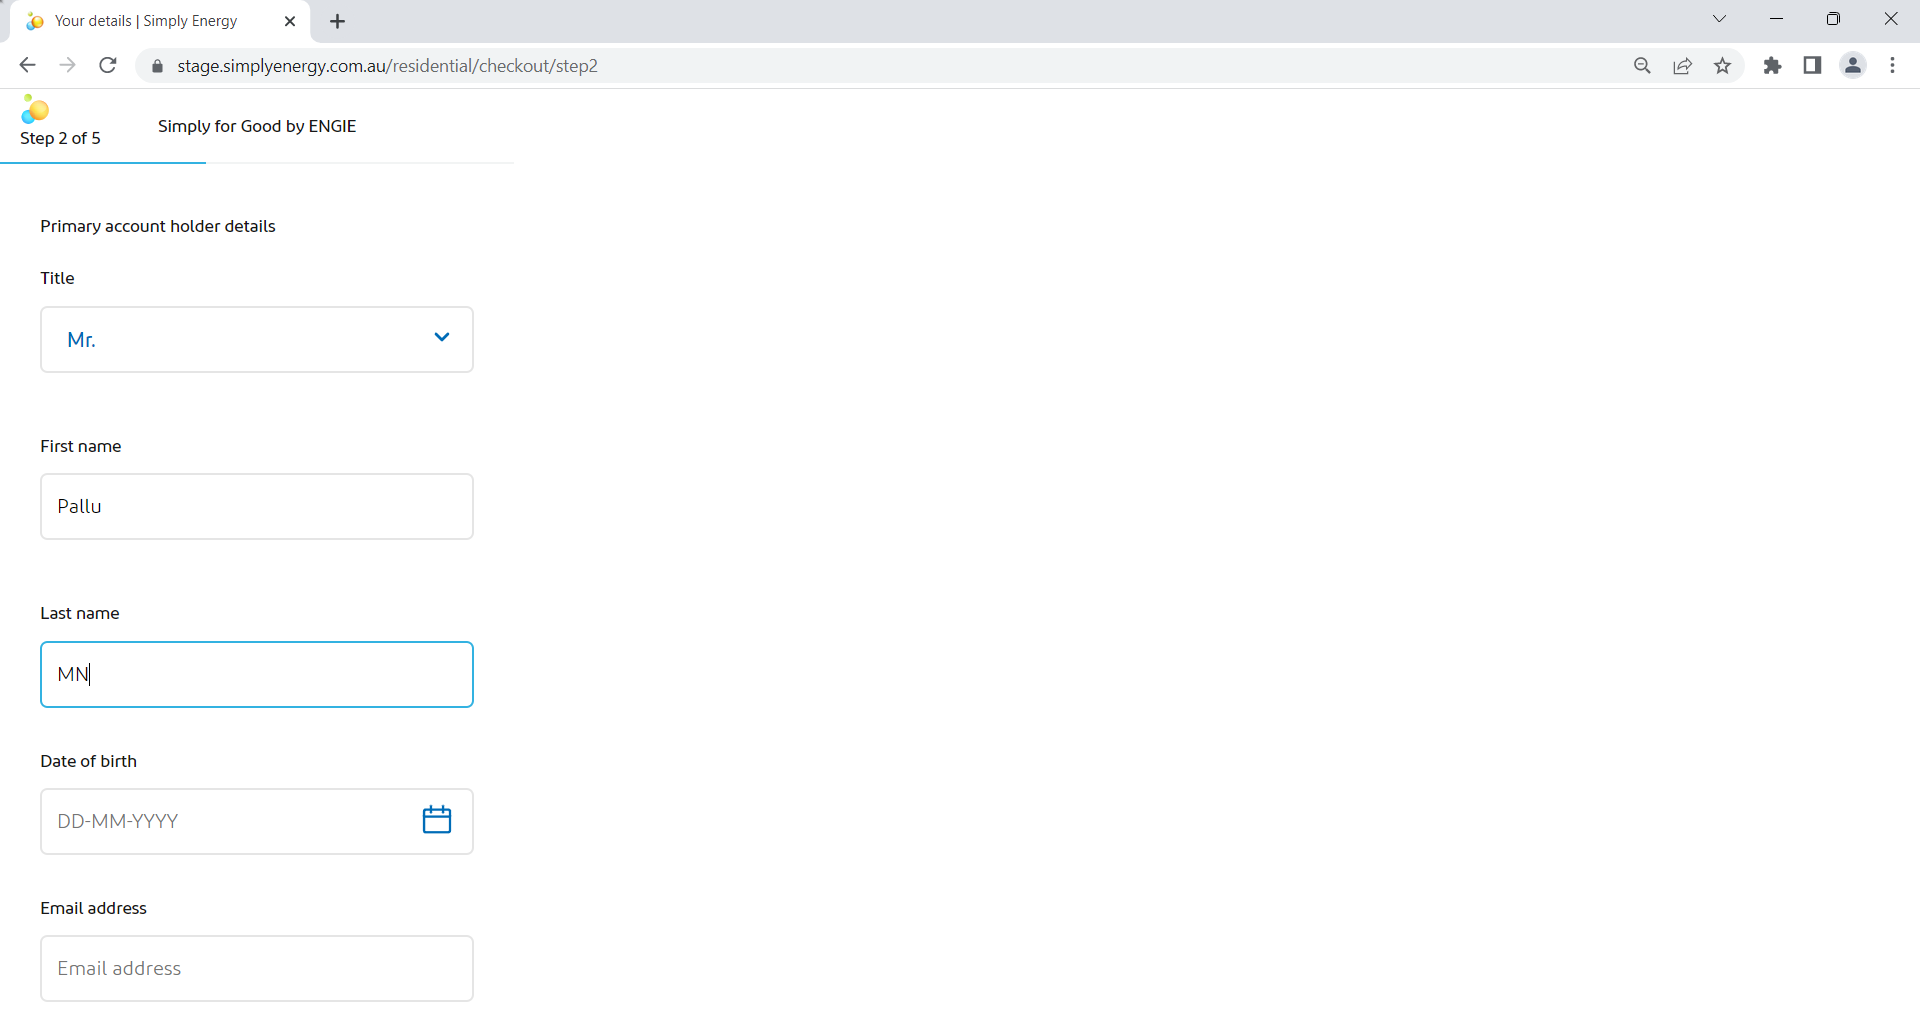 Your details | Simply Energy
stage.simplyenergy.com.au/residential/checkout/step2
Step 2 of 5
Simply for Good by ENGIE
Primary account holder details
Title
Mr.
First name
Pallu
Last name
MN
Date of birth
DD-MM-YYYY
Email address
Email address